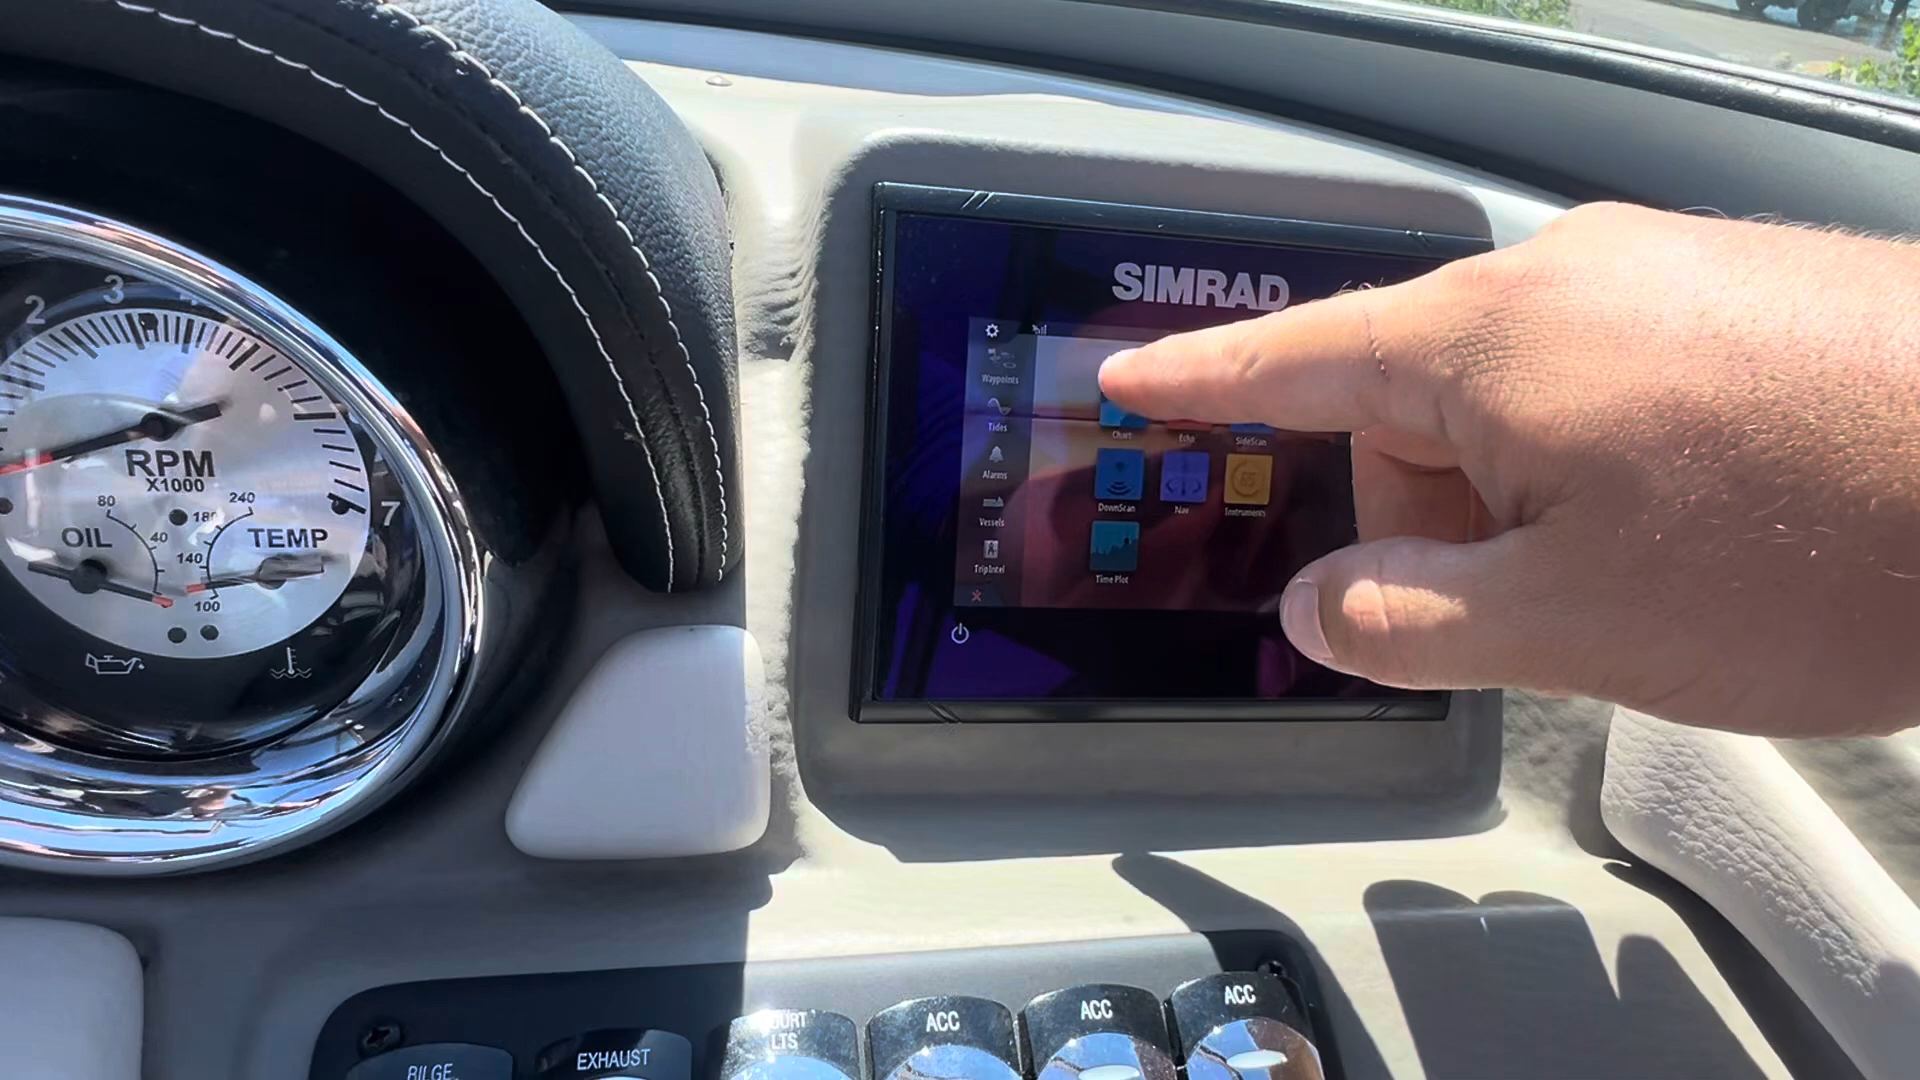 2
3
7
RPM
X1000
80
240
180
OIL
40
TEMP
140
100
SIMRAD
Waypoints
Tides
Alarms
Vessels
TripIntel
Chart
Echo
SideScan
DownScan
Nav
Instruments
Time Plot
BILGE
EXHAUST
LTS
ACC
ACC
ACC